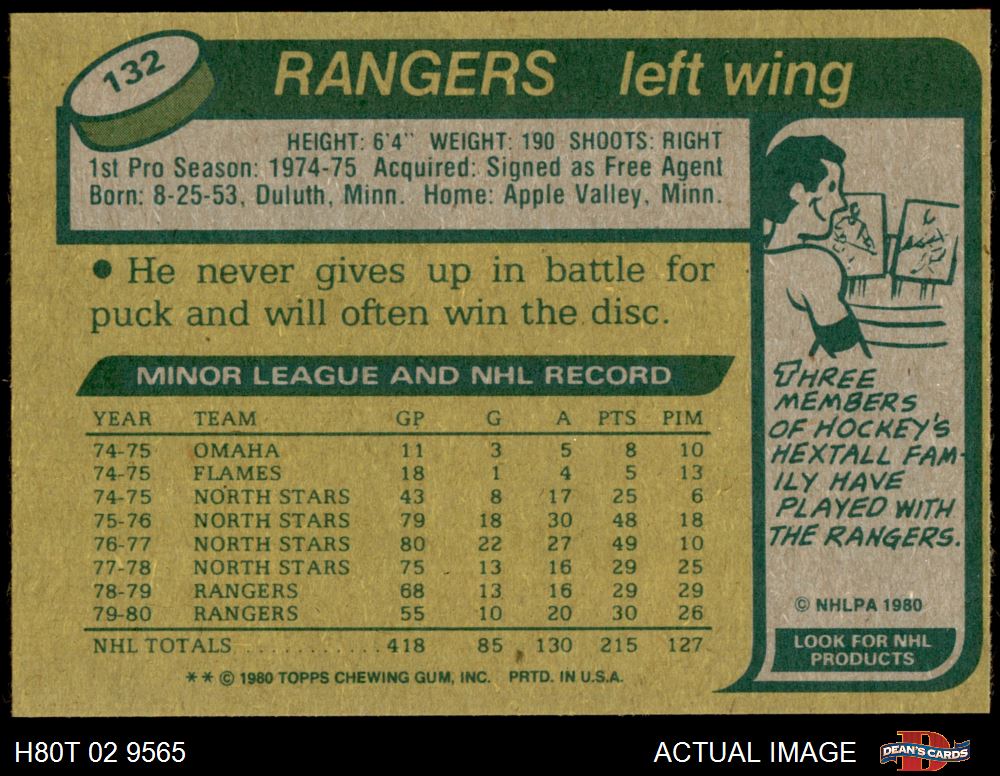 132
RANGERS left wing
HEIGHT: 6'4" WEIGHT: 190 SHOOTS: RIGHT
1st Pro Season: 1974-75 Acquired: Signed as Free Agent
Born: 8-25-53, Duluth, Minn. Home: Apple Valley, Minn.
● He never gives up in battle for
puck and will often win the disc.
MINOR LEAGUE AND NHL RECORD
YEAR TEAM GP G A PTS PIM
74-75 OMAHA 11 3 5 8 10
74-75 FLAMES 18 1 4 5 13
74-75 NORTH STARS 43 8 17 25 6
75-76 NORTH STARS 79 18 30 48 18
76-77 NORTH STARS 80 22 27 49 10
77-78 NORTH STARS 75 13 16 29 25
78-79 RANGERS 68 13 16 29 29
79-80 RANGERS 55 10 20 30 26
NHL TOTALS . . . . . . . . . . . . 418 85 130 215 127
** © 1980 TOPPS CHEWING GUM, INC. PRTD. IN U.S.A.
THREE
MEMBERS
OF HOCKEY'S
HEXTALL FAM-
ILY HAVE
PLAYED WITH
THE RANGERS.
© NHLPA 1980
LOOK FOR NHL
PRODUCTS
H80T 02 9565
ACTUAL IMAGE
DEAN'S CARDS